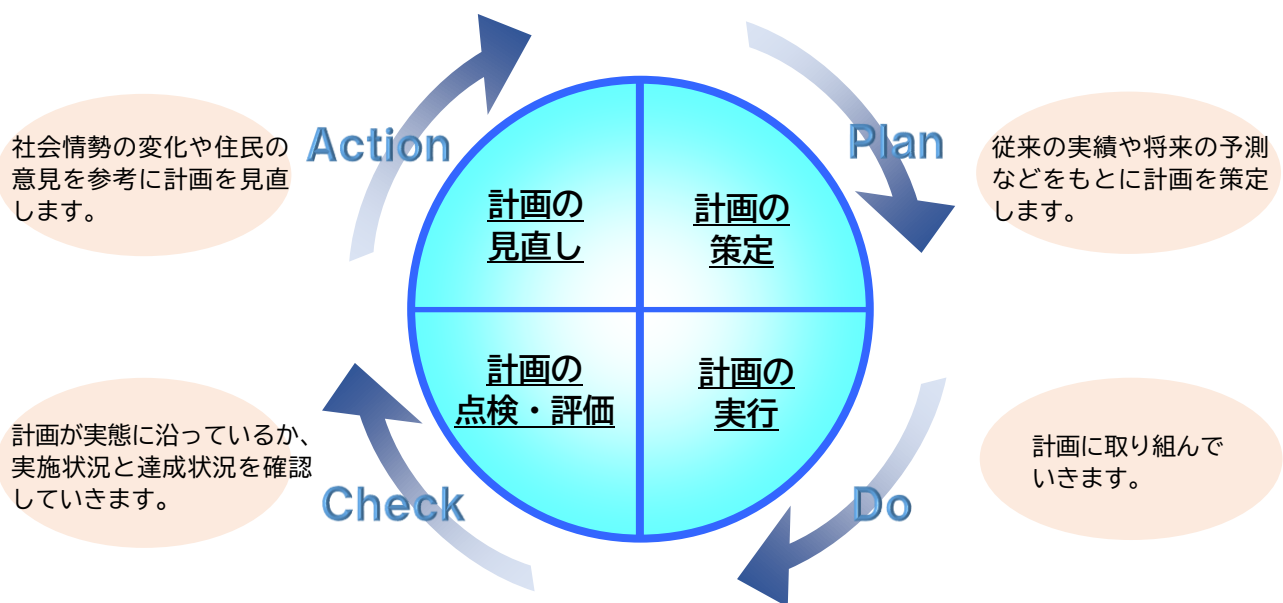 Plan
計画の
策定
従来の実績や将来の予測
などをもとに計画を策定
します。
Do
計画の
実行
計画に取り組んで
いきます。
Check
計画の
点検・評価
計画が実態に沿っているか、
実施状況と達成状況を確認
していきます。
Action
計画の
見直し
社会情勢の変化や住民の
意見を参考に計画を見直
します。